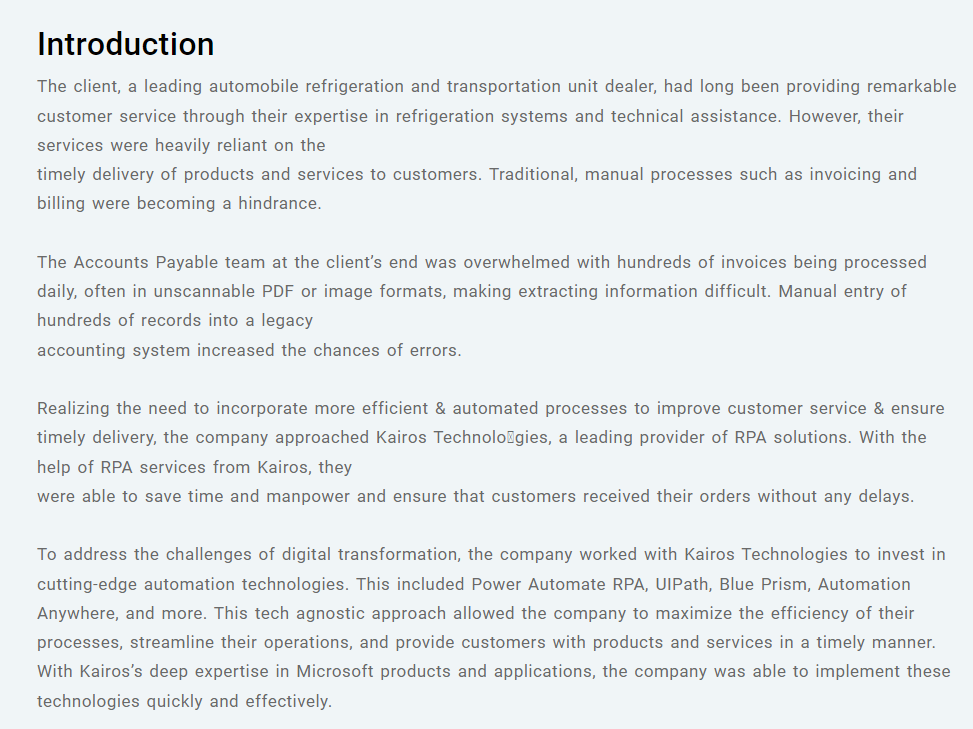 Introduction
The client, a leading automobile refrigeration and transportation unit dealer, had long been providing remarkable
customer service through their expertise in refrigeration systems and technical assistance. However, their
services were heavily reliant on the
timely delivery of products and services to customers. Traditional, manual processes such as invoicing and
billing were becoming a hindrance.
The Accounts Payable team at the client’s end was overwhelmed with hundreds of invoices being processed
daily, often in unscannable PDF or image formats, making extracting information difficult. Manual entry of
hundreds of records into a legacy
accounting system increased the chances of errors.
Realizing the need to incorporate more efficient & automated processes to improve customer service & ensure
timely delivery, the company approached Kairos Technolo▯gies, a leading provider of RPA solutions. With the
help of RPA services from Kairos, they
were able to save time and manpower and ensure that customers received their orders without any delays.
To address the challenges of digital transformation, the company worked with Kairos Technologies to invest in
cutting-edge automation technologies. This included Power Automate RPA, UIPath, Blue Prism, Automation
Anywhere, and more. This tech agnostic approach allowed the company to maximize the efficiency of their
processes, streamline their operations, and provide customers with products and services in a timely manner.
With Kairos’s deep expertise in Microsoft products and applications, the company was able to implement these
technologies quickly and effectively.